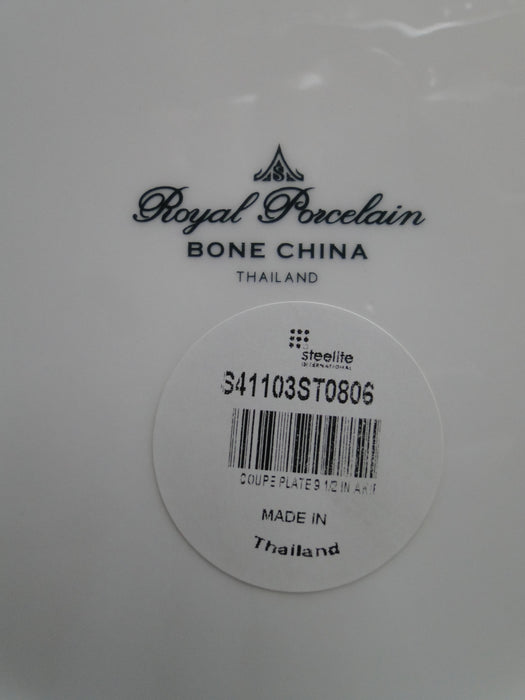 Royal Porcelain
BONE CHINA
THAILAND
steelite
INTERNATIONAL
S41103ST0806
COUPE PLATE 9 1/2 IN
MADE IN
Thailand